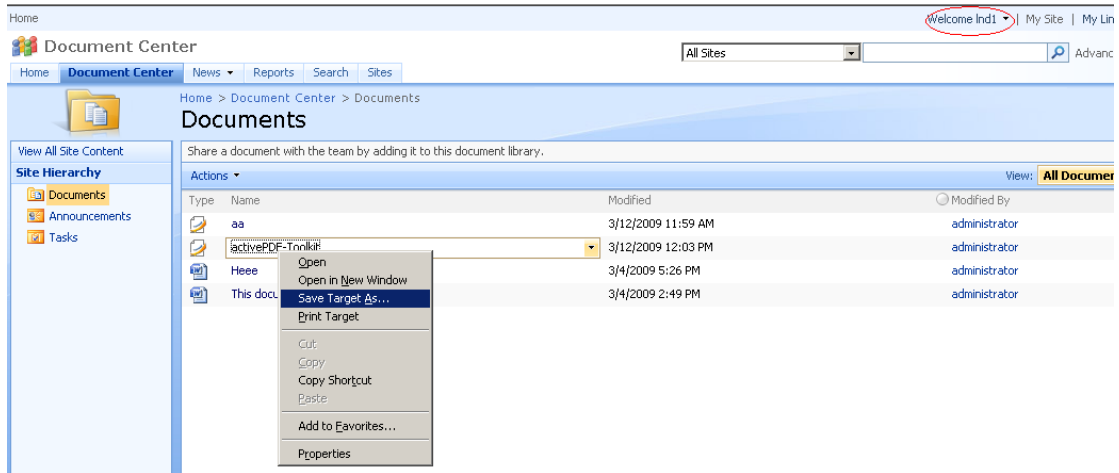 Home Welcome Ind1 | My Site | My Lin
Document Center All Sites Advanc
Home Document Center News Reports Search Sites
Home > Document Center > Documents
Documents
View All Site Content Share a document with the team by adding it to this document library.
Site Hierarchy Actions View: All Documen
Documents Type Name Modified Modified By
Announcements aa 3/12/2009 11:59 AM administrator
Tasks activePDF-Toolkit 3/12/2009 12:03 PM administrator
Heee 3/4/2009 5:26 PM administrator
This docu 3/4/2009 2:49 PM administrator
Open
Open in New Window
Save Target As...
Print Target
Cut
Copy
Copy Shortcut
Paste
Add to Favorites...
Properties